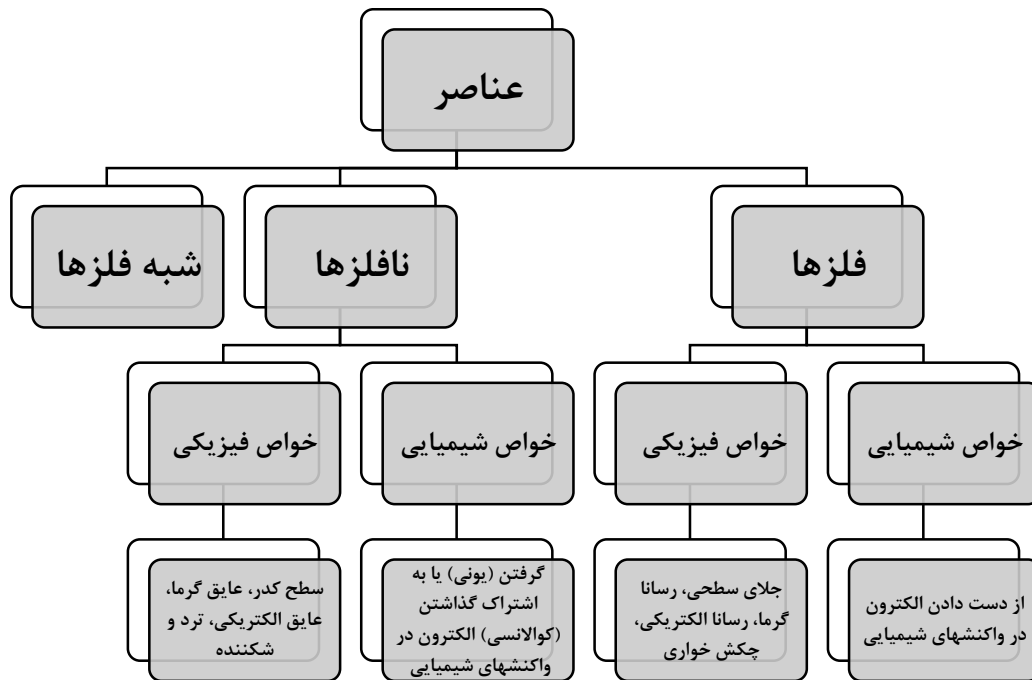 عناصر
فلزها
نافلزها
شبه فلزها
خواص شیمیایی
خواص فیزیکی
خواص شیمیایی
خواص فیزیکی
از دست دادن الکترون
در واکنشهای شیمیایی
جلای سطحی، رسانا
گرما، رسانا الکتریکی،
چکش خواری
گرفتن (یونی) یا به
اشتراک گذاشتن
(کوالانسی) الکترون در
واکنشهای شیمیایی
سطح کدر، عایق گرما،
عایق الکتریکی، ترد و
شکننده